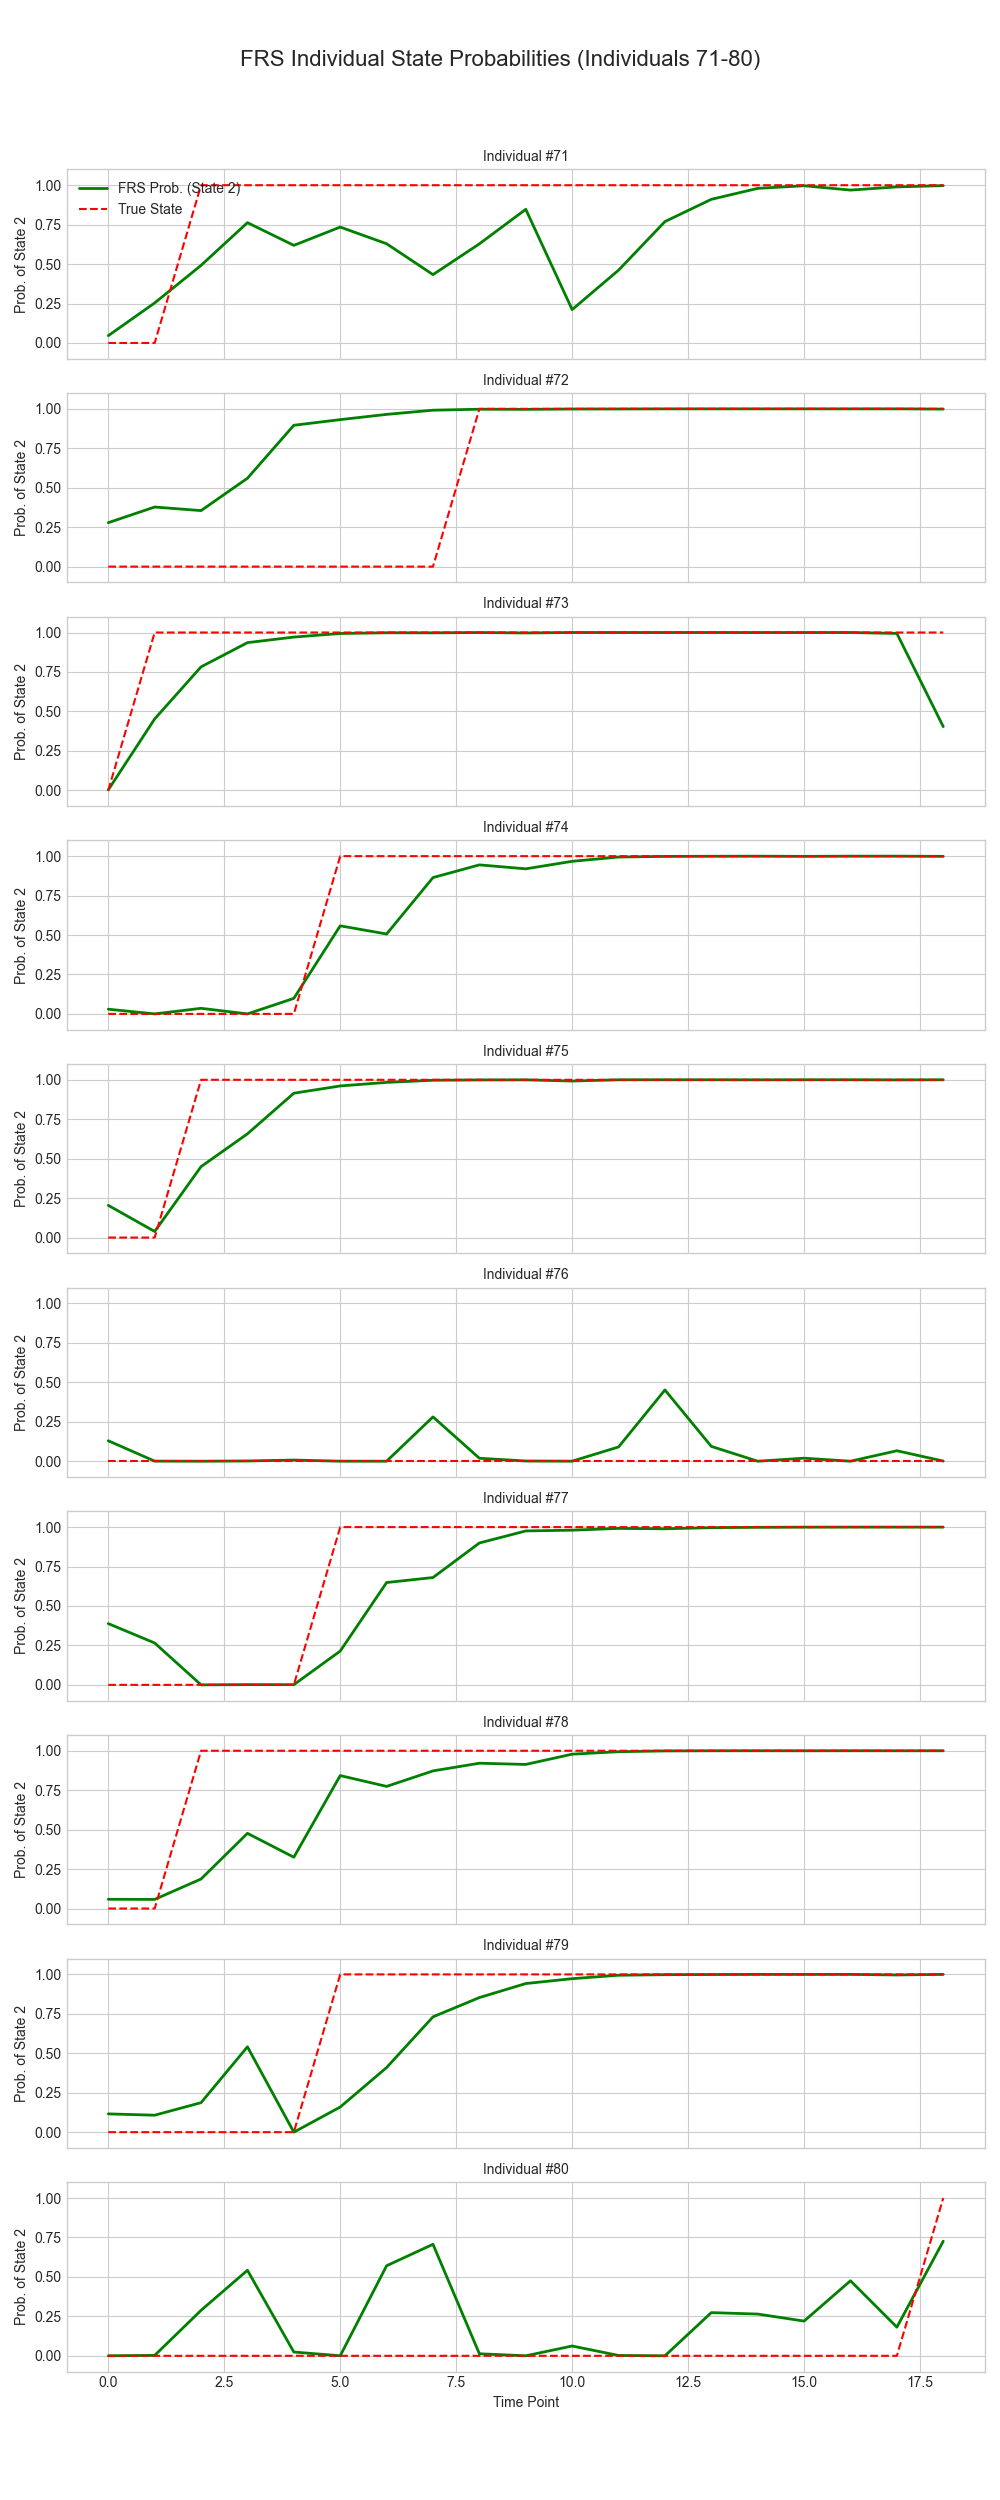 FRS Individual State Probabilities (Individuals 71-80)
Individual #71
FRS Prob. (State 2)
True State
1.00
0.75
0.50
0.25
0.00
Prob. of State 2
Individual #72
1.00
0.75
0.50
0.25
0.00
Prob. of State 2
Individual #73
1.00
0.75
0.50
0.25
0.00
Prob. of State 2
Individual #74
1.00
0.75
0.50
0.25
0.00
Prob. of State 2
Individual #75
1.00
0.75
0.50
0.25
0.00
Prob. of State 2
Individual #76
1.00
0.75
0.50
0.25
0.00
Prob. of State 2
Individual #77
1.00
0.75
0.50
0.25
0.00
Prob. of State 2
Individual #78
1.00
0.75
0.50
0.25
0.00
Prob. of State 2
Individual #79
1.00
0.75
0.50
0.25
0.00
Prob. of State 2
Individual #80
1.00
0.75
0.50
0.25
0.00
Prob. of State 2
0.0 2.5 5.0 7.5 10.0 12.5 15.0 17.5
Time Point